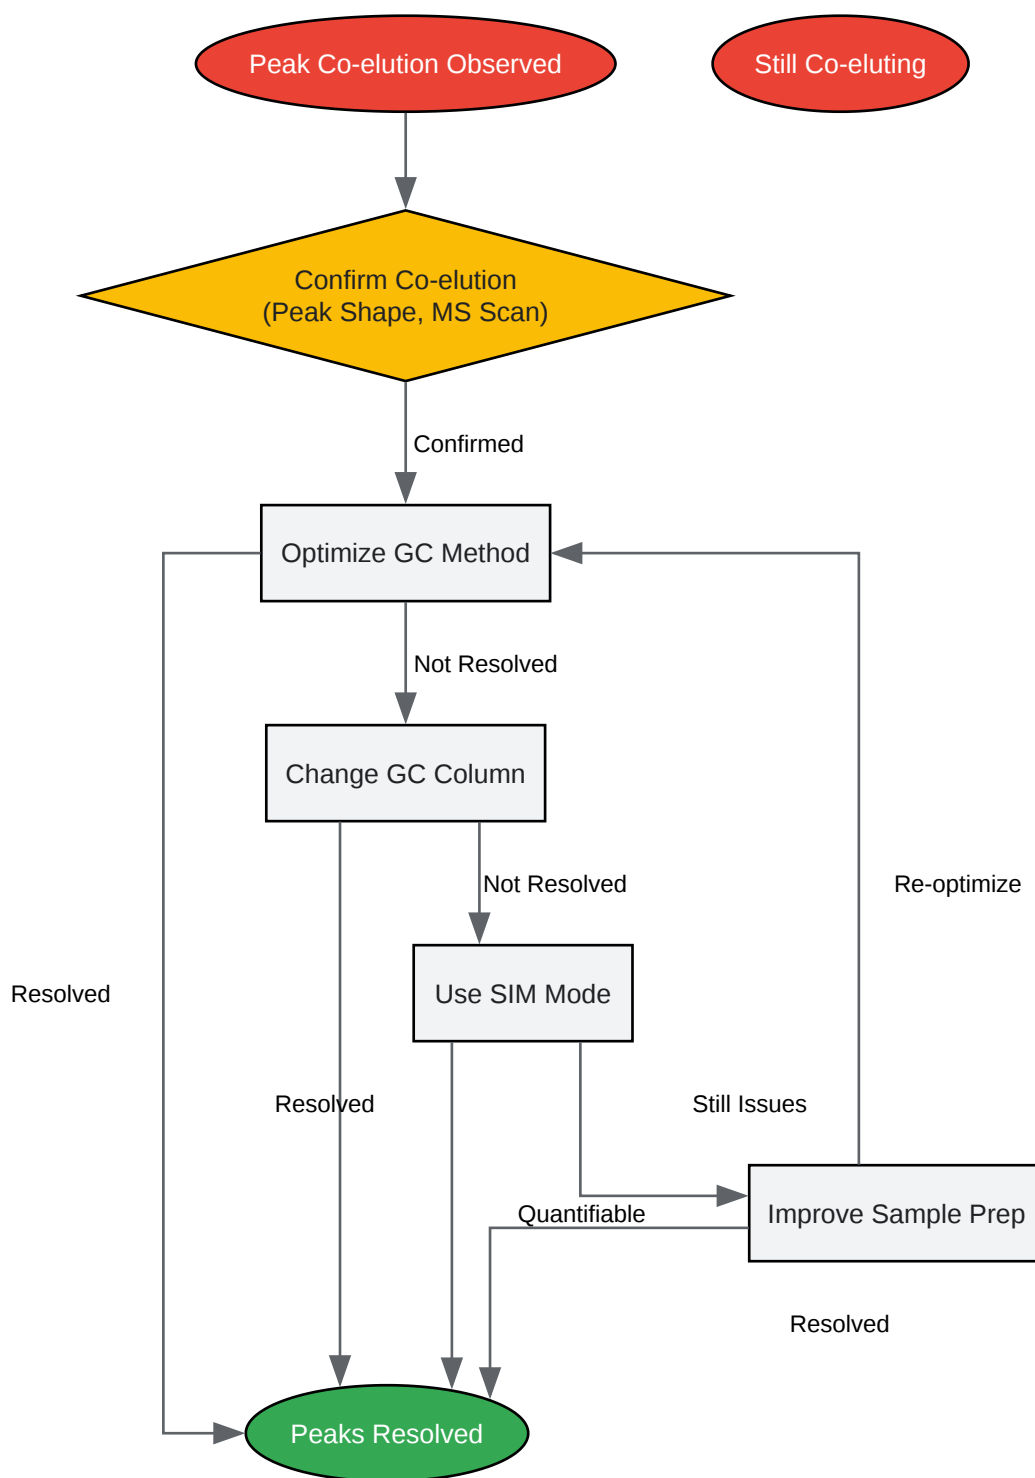 Peak Co-elution Observed
Still Co-eluting
Confirm Co-elution
(Peak Shape, MS Scan)
Confirmed
Optimize GC Method
Not Resolved
Change GC Column
Not Resolved
Re-optimize
Use SIM Mode
Resolved
Resolved
Still Issues
Quantifiable
Improve Sample Prep
Resolved
Peaks Resolved